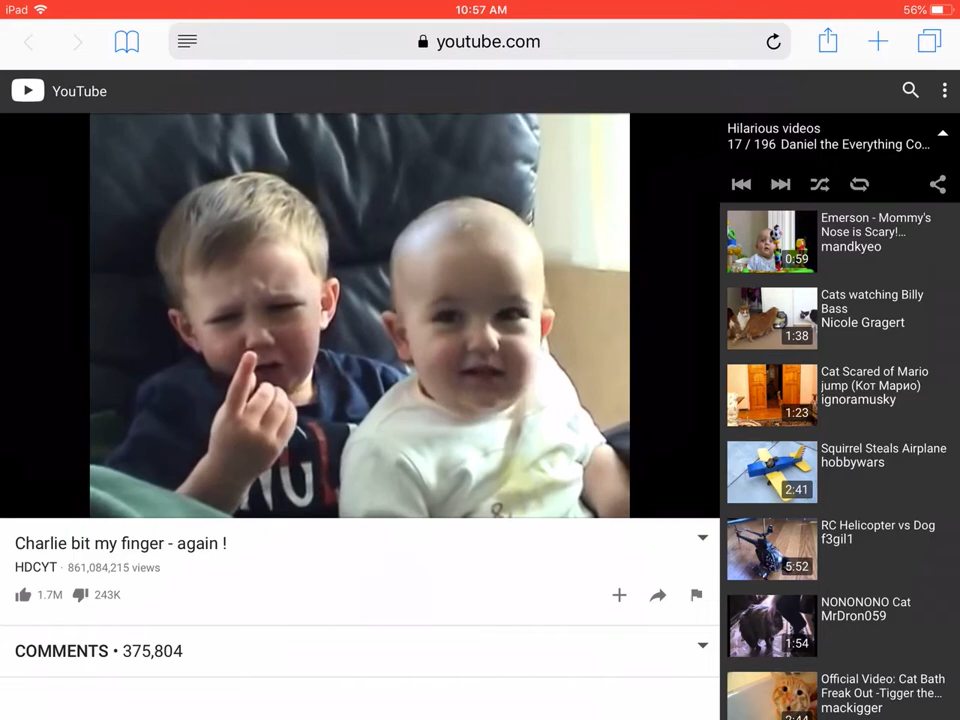 iPad
10:57 AM
56%
youtube.com
YouTube
Hilarious videos
17 / 196 Daniel the Everything Co...
Emerson - Mommy's
Nose is Scary!...
mandkyeo
0:59
Cats watching Billy
Bass
Nicole Gragert
1:38
Cat Scared of Mario
jump (Кот Марио)
ignoramusky
1:23
Squirrel Steals Airplane
hobbywars
2:41
RC Helicopter vs Dog
f3gil1
5:52
NONONONO Cat
MrDron059
1:54
Official Video: Cat Bath
Freak Out -Tigger the...
mackigger
2:44
Charlie bit my finger - again !
HDCYT · 861,084,215 views
1.7M 243K
COMMENTS • 375,804